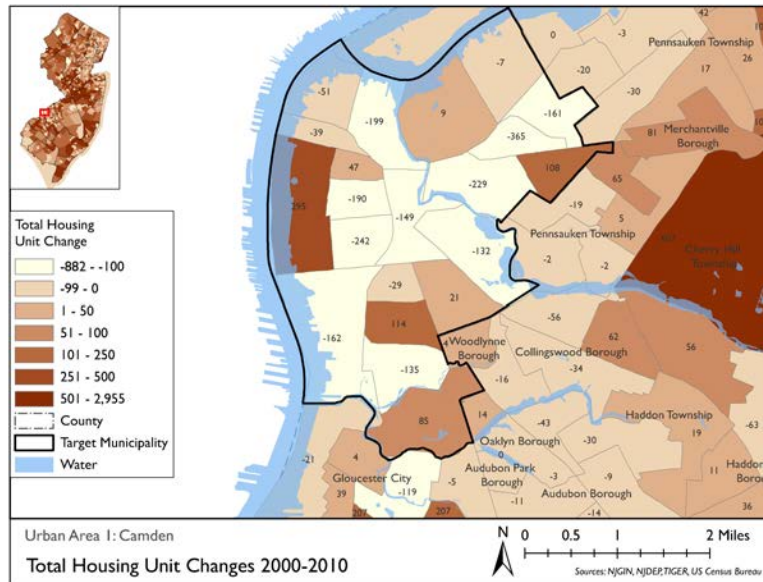 42
10
0
-3
Pennsauken Township
26
-7
-20
17
-51
-30
-199
9
-161
-39
-365
81
Merchantville
Borough
10
47
108
65
-229
395
-190
-19
-149
5
Pennsauken Township
-242
-132
Cherry Hill
Township
-2
-2
-29
21
-56
114
62
56
-162
4
Woodlynne
Borough
Collingswood Borough
-135
-34
-16
Haddon Township
85
14
-43
-63
Oaklyn Borough
-30
19
-21
4
0
Gloucester City
Audubon Park
Borough
-3
-9
11
-5
39
-119
-11
Audubon Borough
36
207
207
-14
Total Housing
Unit Change
-882 - -100
-99 - 0
1 - 50
51 - 100
101 - 250
251 - 500
501 - 2,955
County
Target Municipality
Water
Urban Area 1: Camden
Total Housing Unit Changes 2000-2010
N
0 0.5 1 2 Miles
Sources: NJGIN, NJDEP, TIGER, US Census Bureau